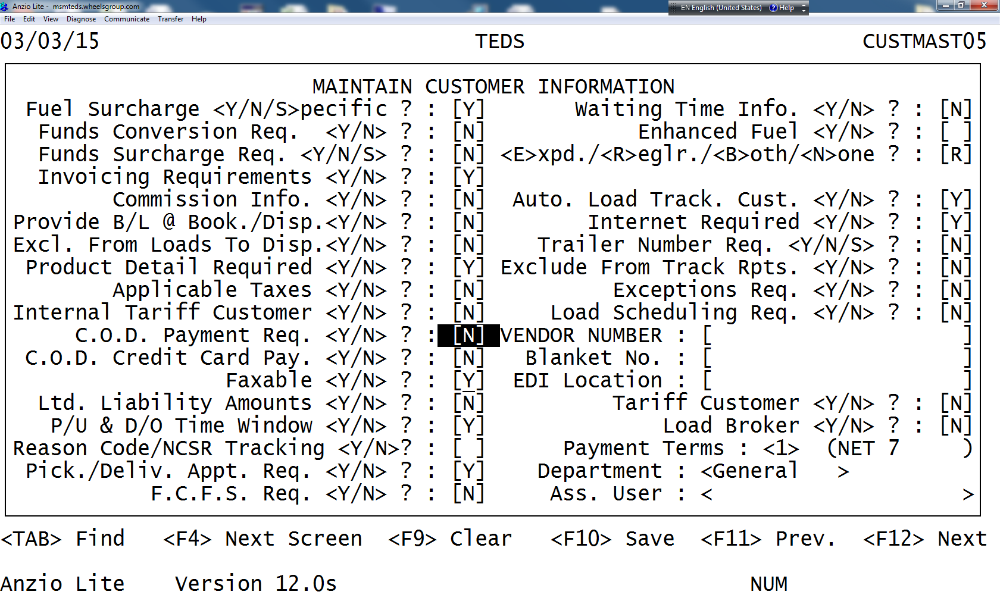 Anzio Lite - msmteds.wheelsgroup.com
EN English (United States) Help
File Edit View Diagnose Communicate Transfer Help
03/03/15 TEDS CUSTMAST05
MAINTAIN CUSTOMER INFORMATION
Fuel Surcharge <Y/N/S>pecific ? : [Y] Waiting Time Info. <Y/N> ? : [N]
Funds Conversion Req. <Y/N> ? : [N] Enhanced Fuel <Y/N> ? : [ ]
Funds Surcharge Req. <Y/N/S> ? : [N] <E>xpd./<R>eglr./<B>oth/<N>one ? : [R]
Invoicing Requirements <Y/N> ? : [Y]
Commission Info. <Y/N> ? : [N] Auto. Load Track. Cust. <Y/N> ? : [Y]
Provide B/L @ Book./Disp.<Y/N> ? : [N] Internet Required <Y/N> ? : [Y]
Excl. From Loads To Disp.<Y/N> ? : [N] Trailer Number Req. <Y/N/S> ? : [N]
Product Detail Required <Y/N> ? : [Y] Exclude From Track Rpts. <Y/N> ? : [N]
Applicable Taxes <Y/N> ? : [N] Exceptions Req. <Y/N> ? : [N]
Internal Tariff Customer <Y/N> ? : [N] Load Scheduling Req. <Y/N> ? : [N]
C.O.D. Payment Req. <Y/N> ? : [N] VENDOR NUMBER : [ ]
C.O.D. Credit Card Pay. <Y/N> ? : [N] Blanket No. : [ ]
Faxable <Y/N> ? : [Y] EDI Location : [ ]
Ltd. Liability Amounts <Y/N> ? : [N] Tariff Customer <Y/N> ? : [N]
P/U & D/O Time Window <Y/N> ? : [Y] Load Broker <Y/N> ? : [N]
Reason Code/NCSR Tracking <Y/N>? : [ ] Payment Terms : <1> (NET 7 )
Pick./Deliv. Appt. Req. <Y/N> ? : [Y] Department : <General >
F.C.F.S. Req. <Y/N> ? : [N] Ass. User : < >
<TAB> Find <F4> Next Screen <F9> Clear <F10> Save <F11> Prev. <F12> Next
Anzio Lite Version 12.0s NUM